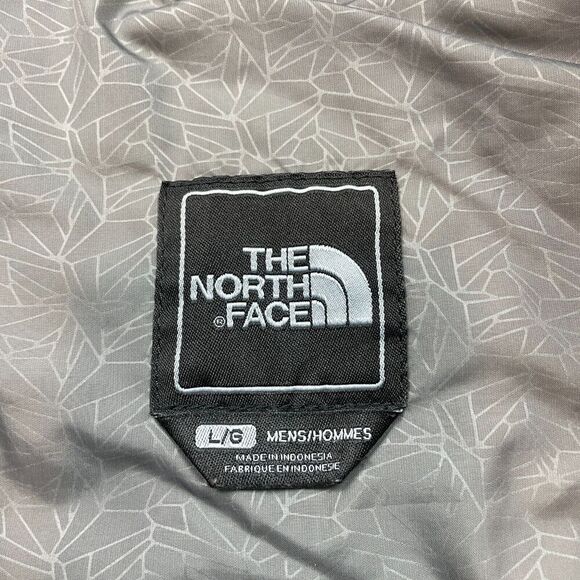 THE
NORTH
®FACE
L/G MENS/HOMMES
MADE IN INDONESIA
FABRIQUE EN INDONESIE